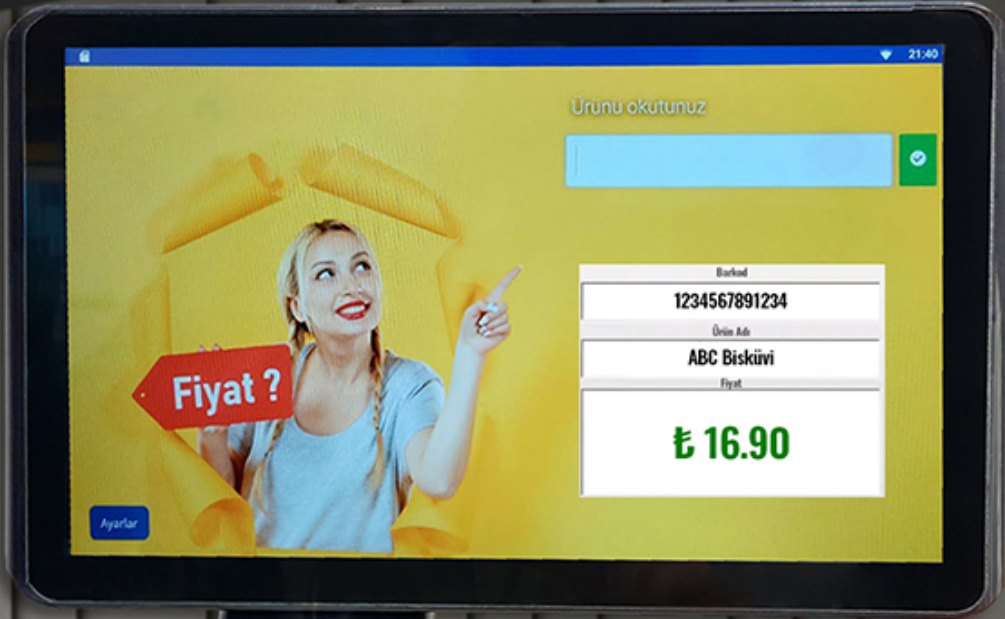 21:40
Ürünü okutunuz
Barkod
1234567891234
Ürün Adı
ABC Bisküvi
Fiyat
₺ 16.90
Fiyat ?
Ayarlar